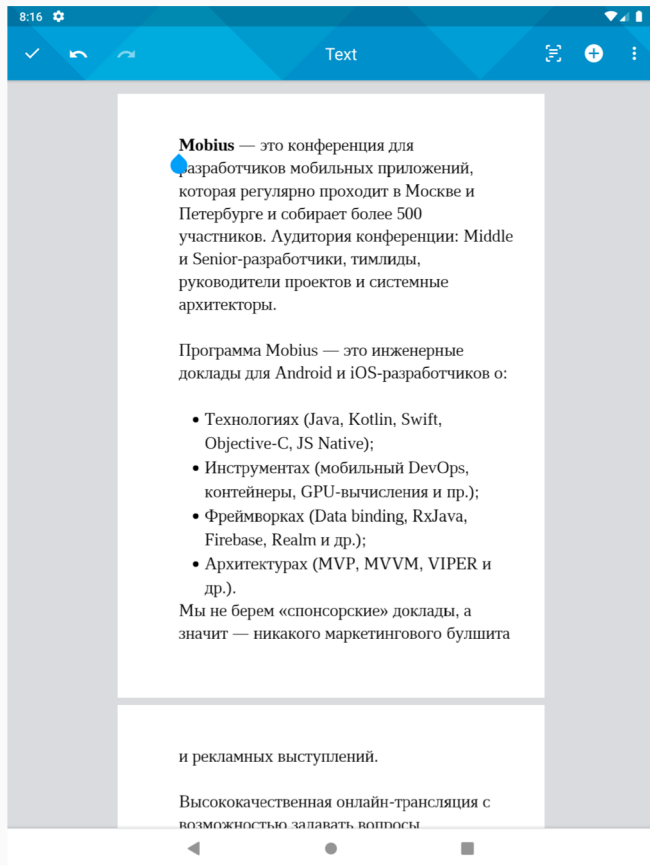 8:16
Text
Mobius — это конференция для
разработчиков мобильных приложений,
которая регулярно проходит в Москве и
Петербурге и собирает более 500
участников. Аудитория конференции: Middle
и Senior-разработчики, тимлиды,
руководители проектов и системные
архитекторы.
Программа Mobius — это инженерные
доклады для Android и iOS-разработчиков о:
• Технологиях (Java, Kotlin, Swift,
Objective-C, JS Native);
• Инструментах (мобильный DevOps,
контейнеры, GPU-вычисления и пр.);
• Фреймворках (Data binding, RxJava,
Firebase, Realm и др.);
• Архитектурах (MVP, MVVM, VIPER и
др.).
Мы не берем «спонсорские» доклады, а
значит — никакого маркетингового булшита
и рекламных выступлений.
Высококачественная онлайн-трансляция с
возможностью задавать вопросы